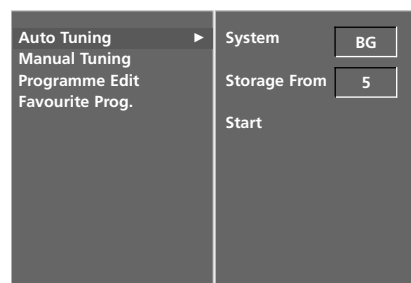 Auto Tuning ►
Manual Tuning
Programme Edit
Favourite Prog.
System BG
Storage From 5
Start